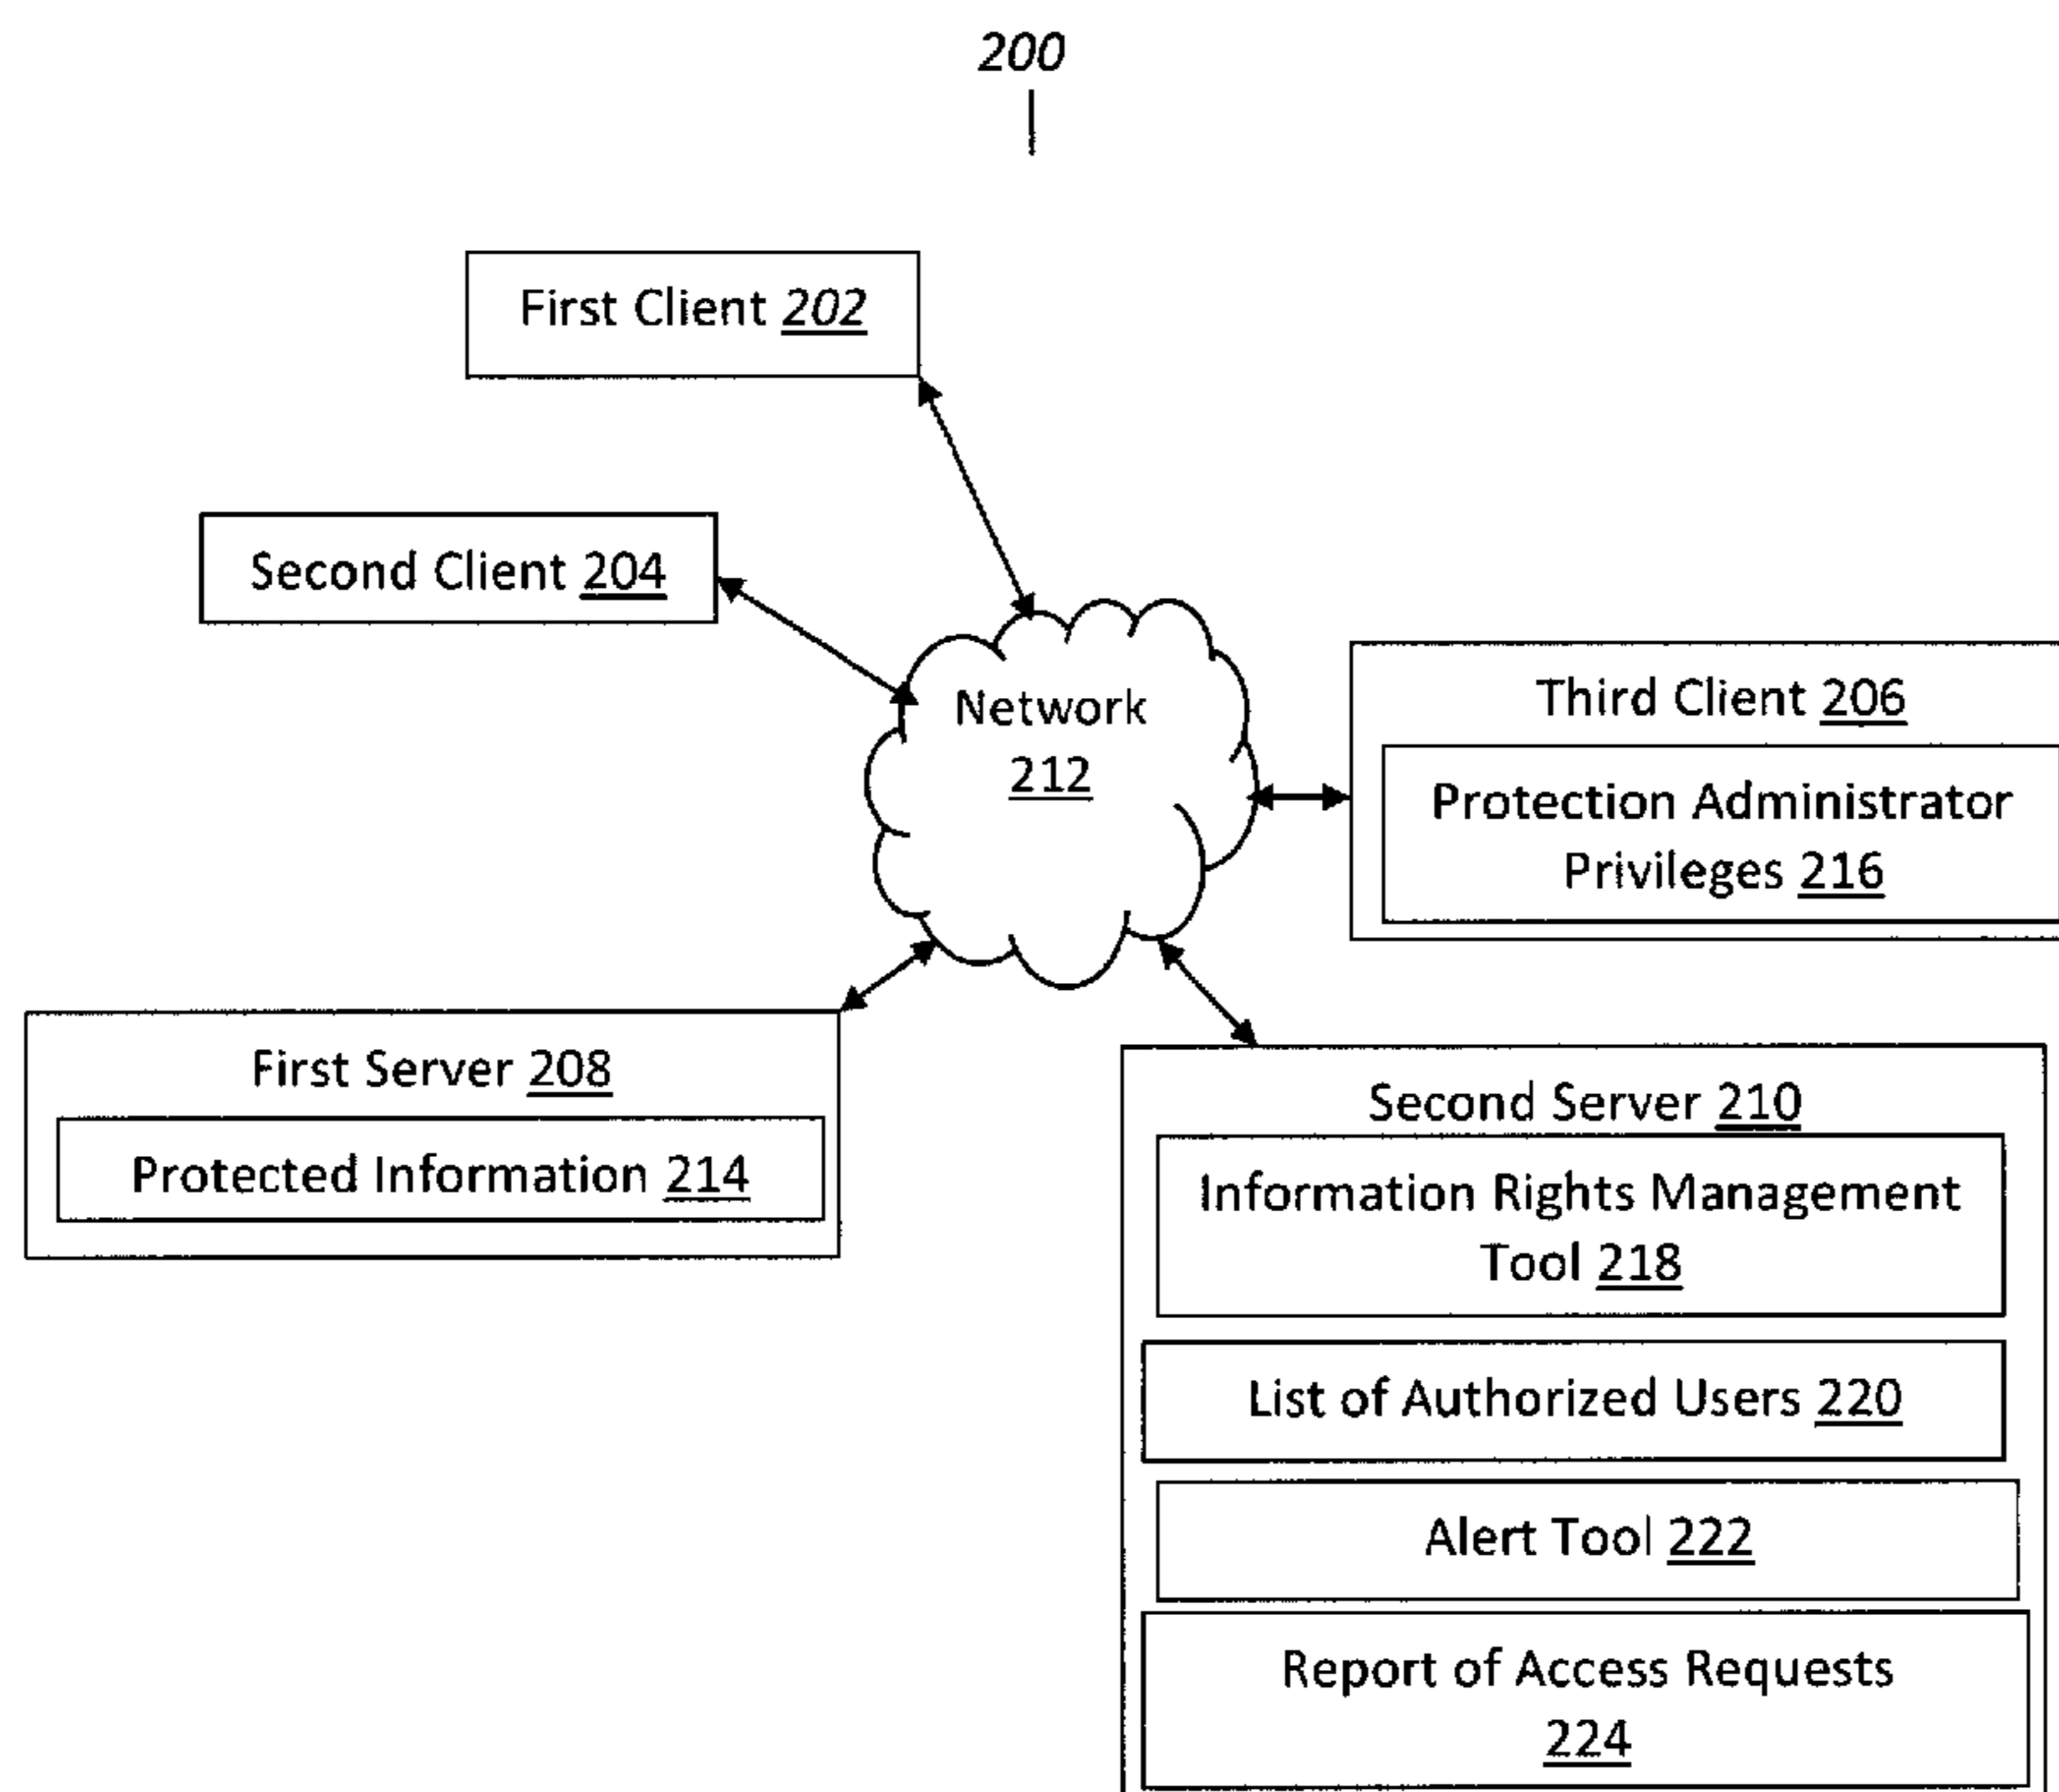 200
First Client 202
Second Client 204
Network
212
Third Client 206
Protection Administrator
Privileges 216
First Server 208
Protected Information 214
Second Server 210
Information Rights Management
Tool 218
List of Authorized Users 220
Alert Tool 222
Report of Access Requests
224